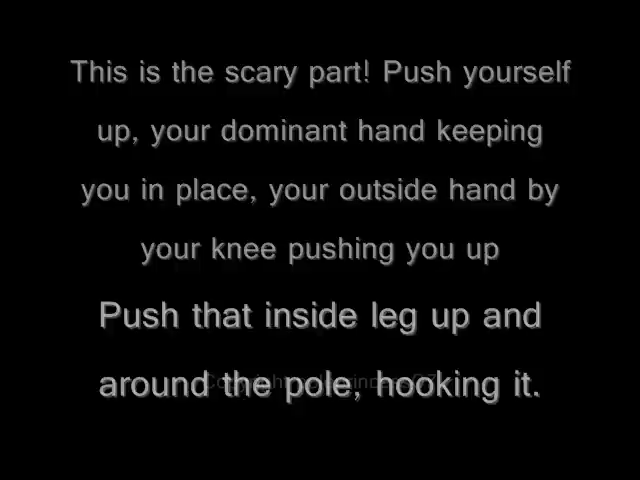 This is the scary part! Push yourself
up, your dominant hand keeping
you in place, your outside hand by
your knee pushing you up
Push that inside leg up and
around the pole, hooking it.